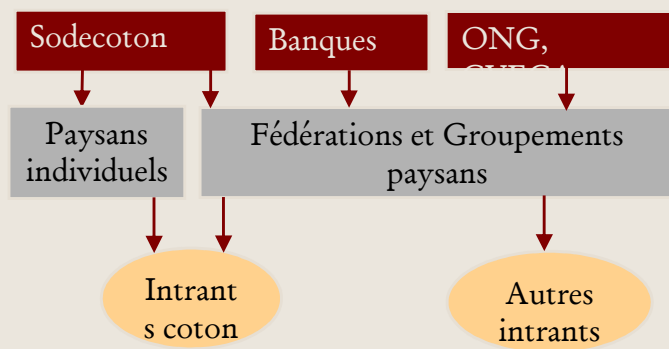 Sodecoton
Banques
ONG,
Paysans
individuels
Fédérations et Groupements
paysans
Intrant
s coton
Autres
intrants